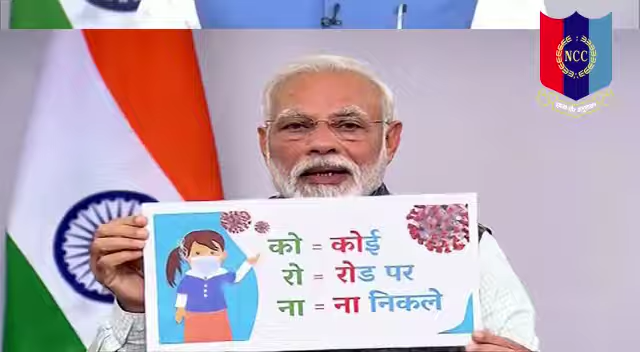 NCC
को = कोई
रो = रोड पर
ना = ना निकले